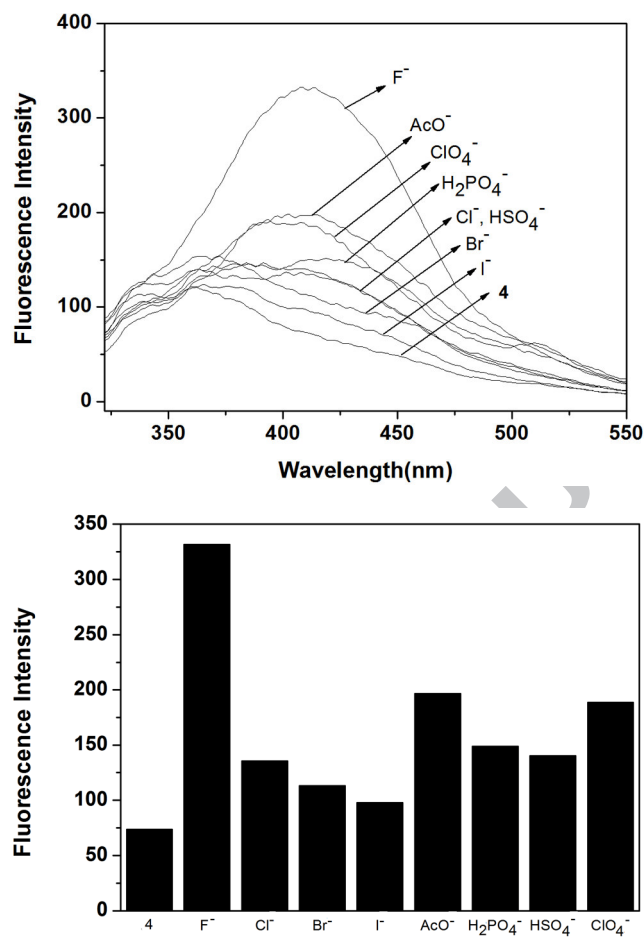 400
300
200
100
0
Fluorescence Intensity
F⁻
AcO⁻
ClO₄⁻
H₂PO₄⁻
Cl⁻, HSO₄⁻
Br⁻
I⁻
4
350 400 450 500 550
Wavelength(nm)
350
300
250
200
150
100
50
0
Fluorescence Intensity
4 F⁻ Cl⁻ Br⁻ I⁻ AcO⁻ H₂PO₄⁻ HSO₄⁻ ClO₄⁻